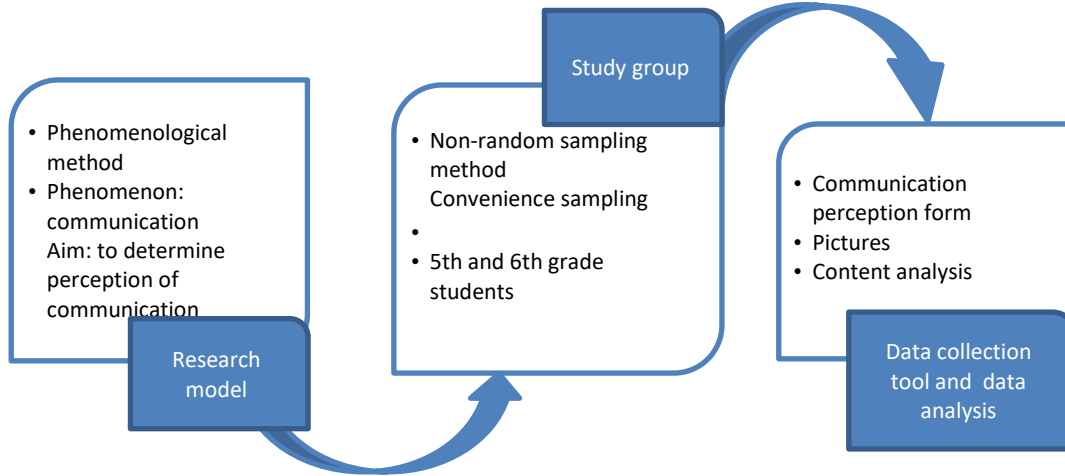 • Phenomenological
method
• Phenomenon:
communication
Aim: to determine
perception of
communication
Research
model
Study group
• Non-random sampling
method
Convenience sampling
•
• 5th and 6th grade
students
• Communication
perception form
• Pictures
• Content analysis
Data collection
tool and data
analysis